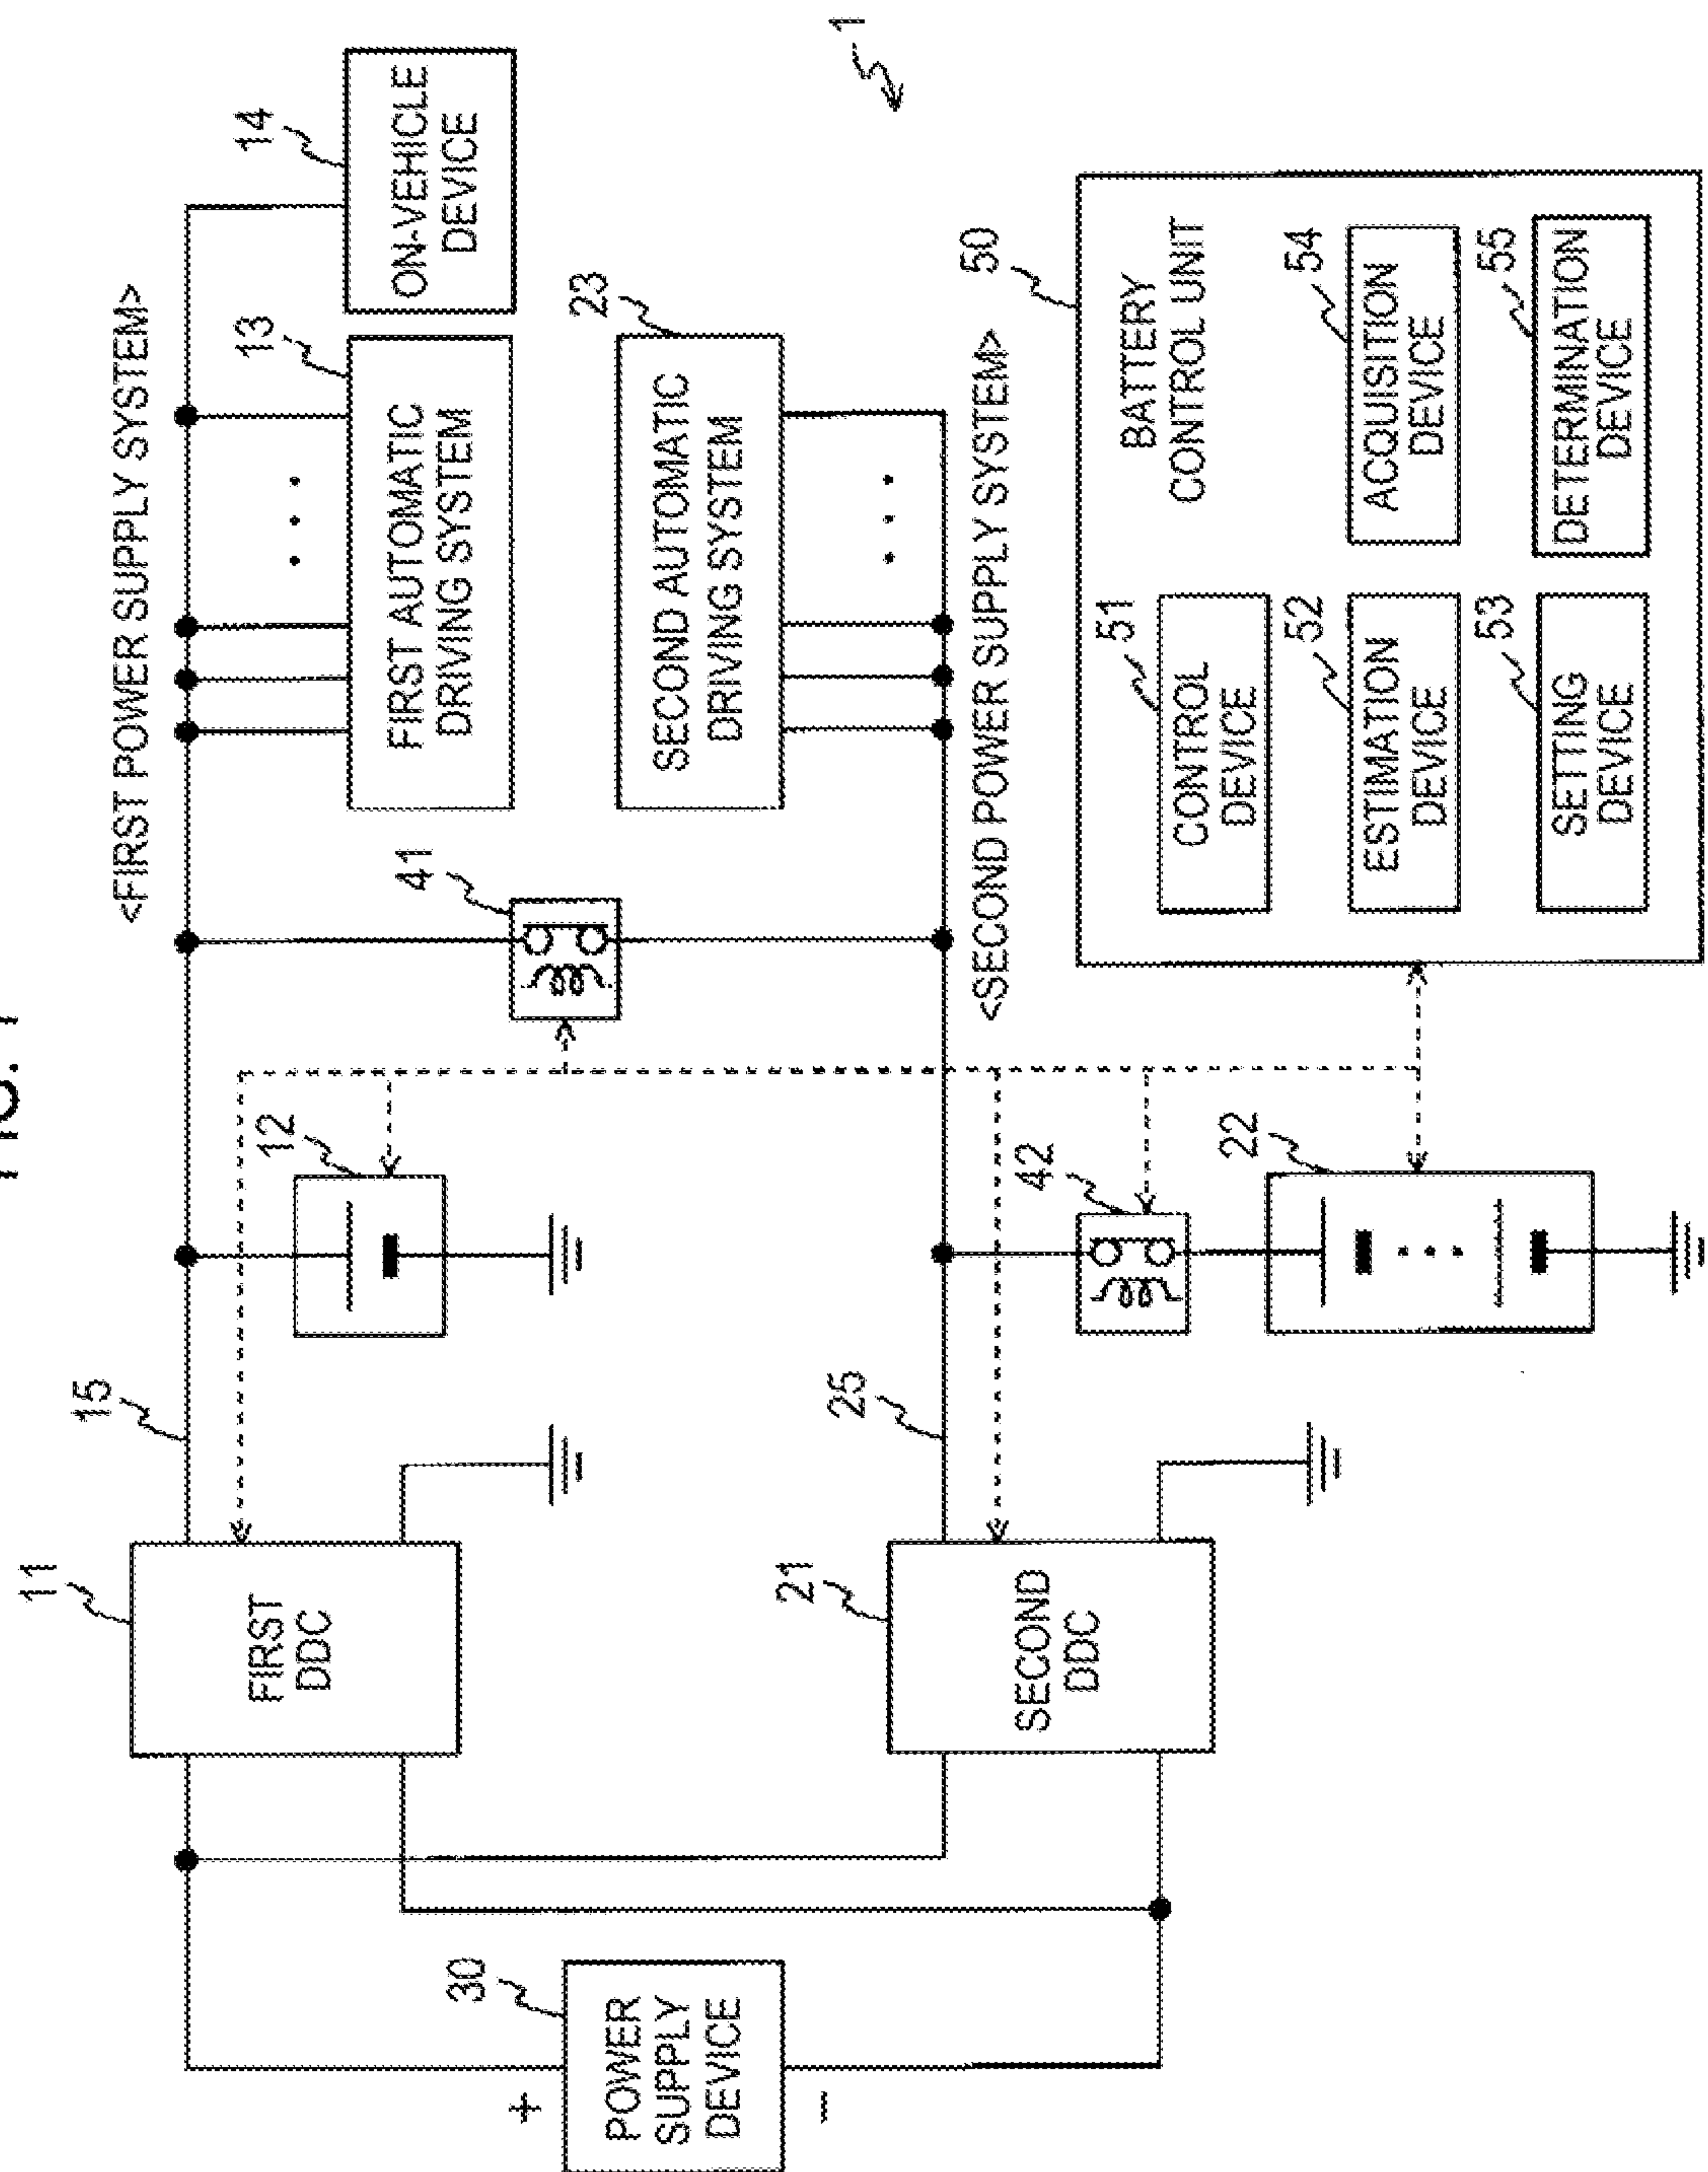 FIG. 1
1
<FIRST POWER SUPPLY SYSTEM>
11
FIRST
DDC
15
12
41
13
FIRST AUTOMATIC
DRIVING SYSTEM
14
ON-VEHICLE
DEVICE
30
+
POWER
SUPPLY
DEVICE
−
23
SECOND AUTOMATIC
DRIVING SYSTEM
<SECOND POWER SUPPLY SYSTEM>
21
SECOND
DDC
25
42
22
50
BATTERY
CONTROL UNIT
51
CONTROL
DEVICE
52
ESTIMATION
DEVICE
53
SETTING
DEVICE
54
ACQUISITION
DEVICE
55
DETERMINATION
DEVICE